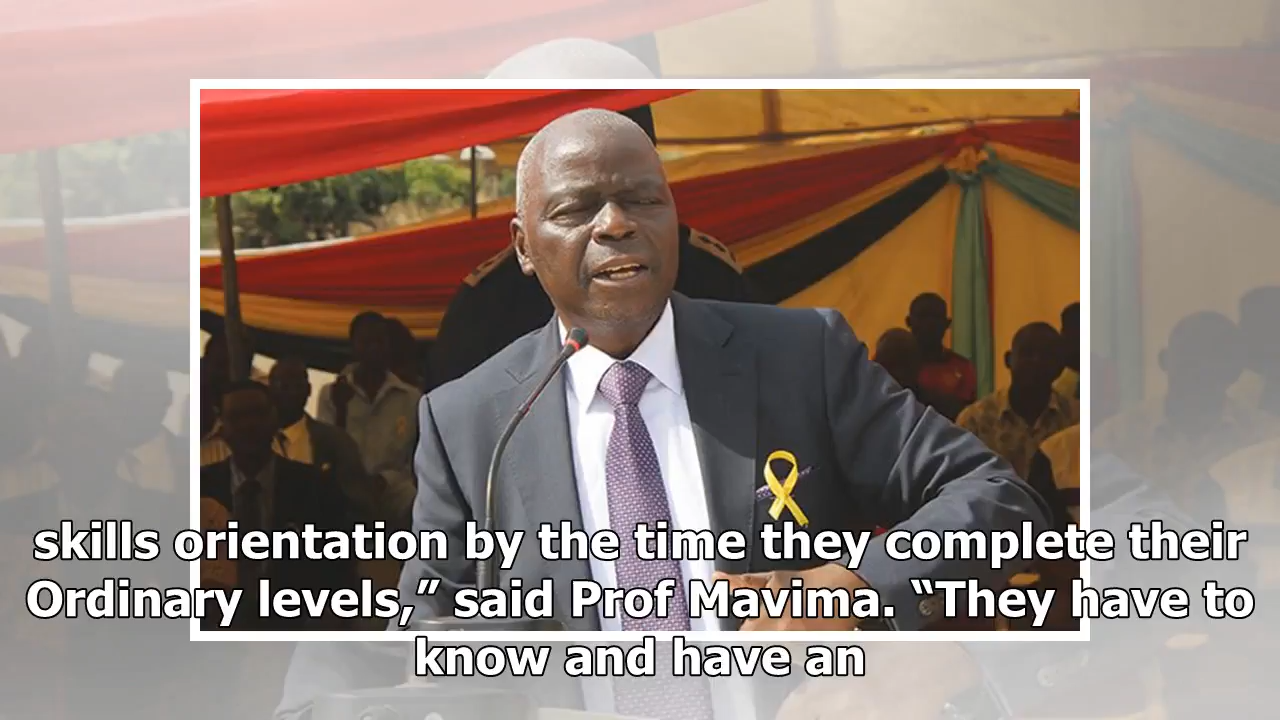 skills orientation by the time they complete their
Ordinary levels,” said Prof Mavima. “They have to
know and have an